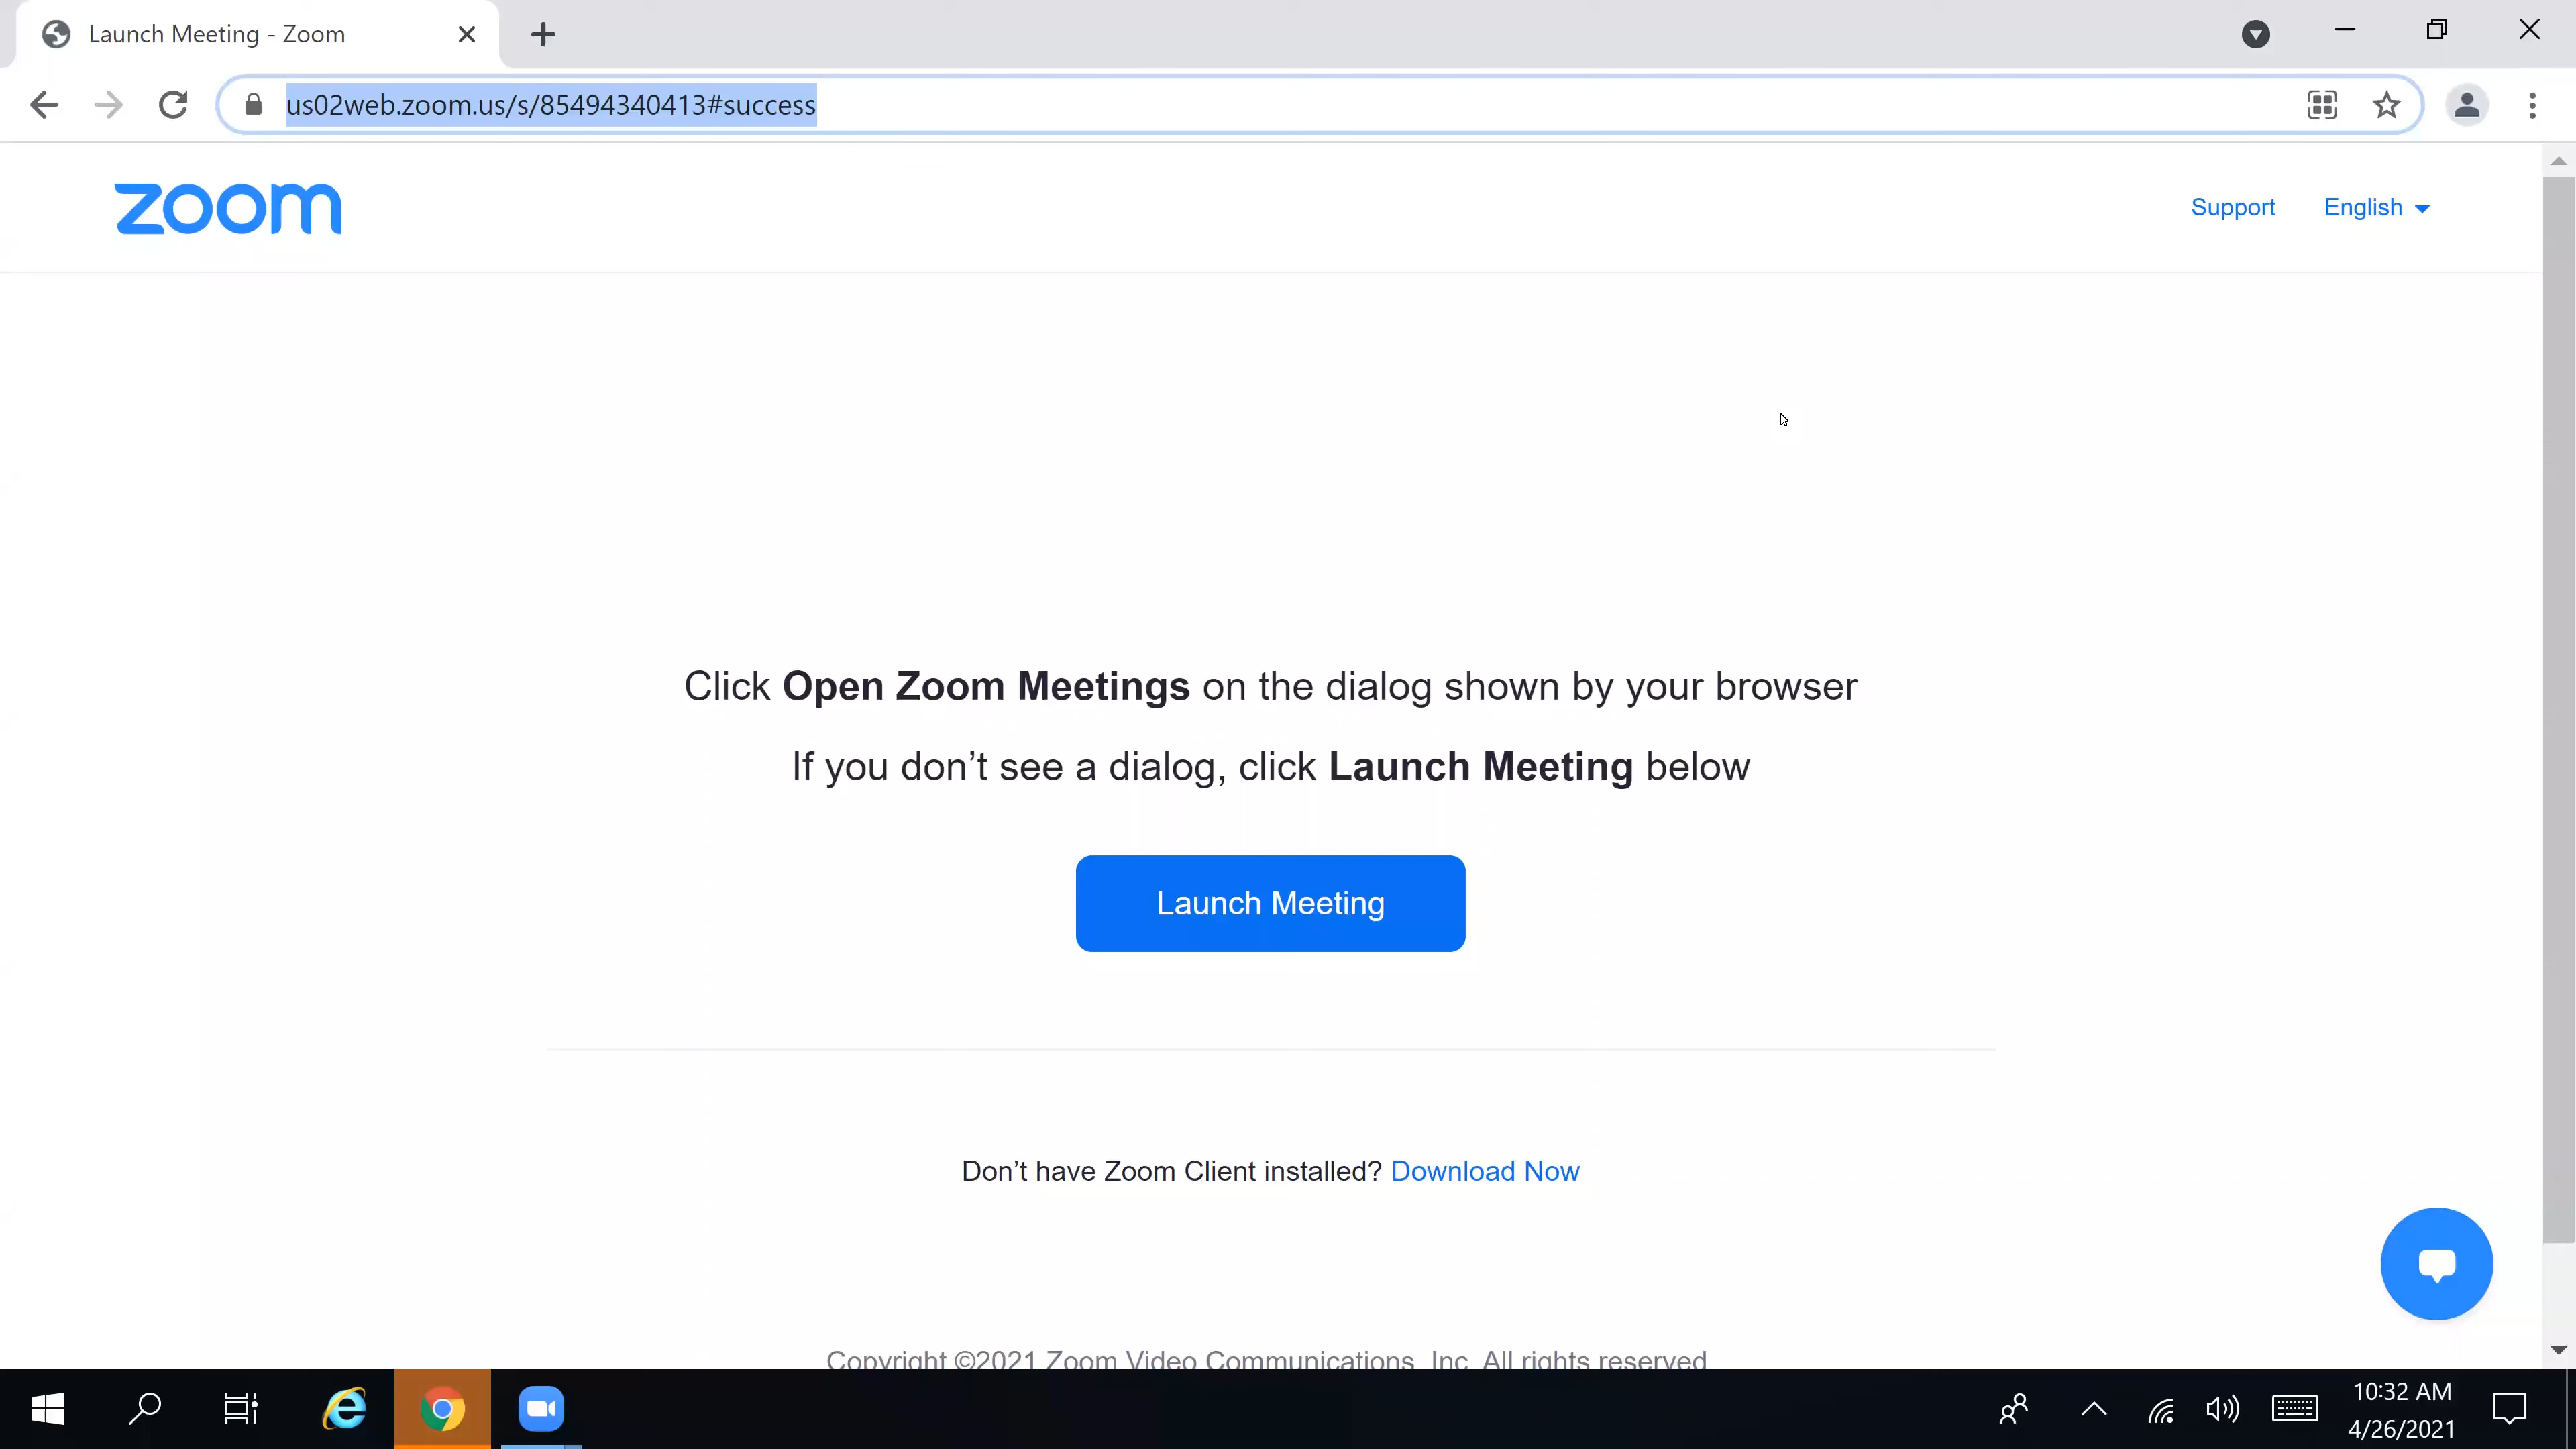 Launch Meeting - Zoom
us02web.zoom.us/s/85494340413#success
zoom
Support English
Click Open Zoom Meetings on the dialog shown by your browser
If you don’t see a dialog, click Launch Meeting below
Launch Meeting
Don’t have Zoom Client installed? Download Now
Copyright ©2021 Zoom Video Communications, Inc. All rights reserved
10:32 AM
4/26/2021